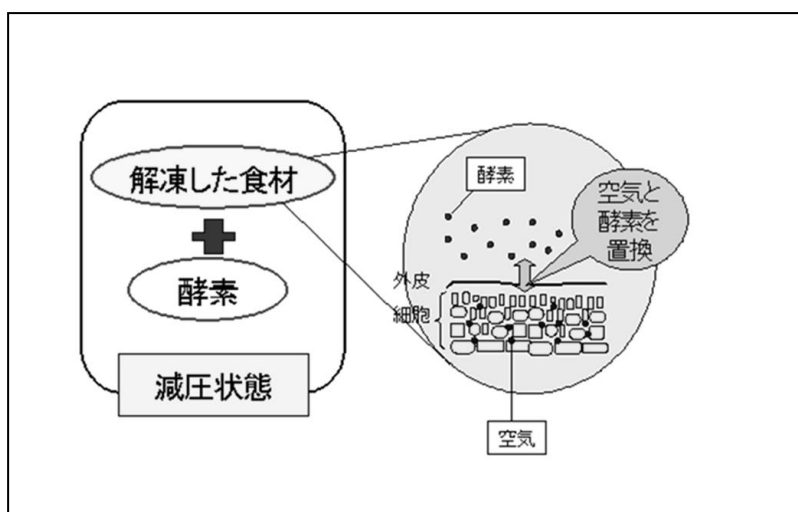 解凍した食材
酵素
減圧状態
酵素
空気と
酵素を
置換
外皮
細胞
空気